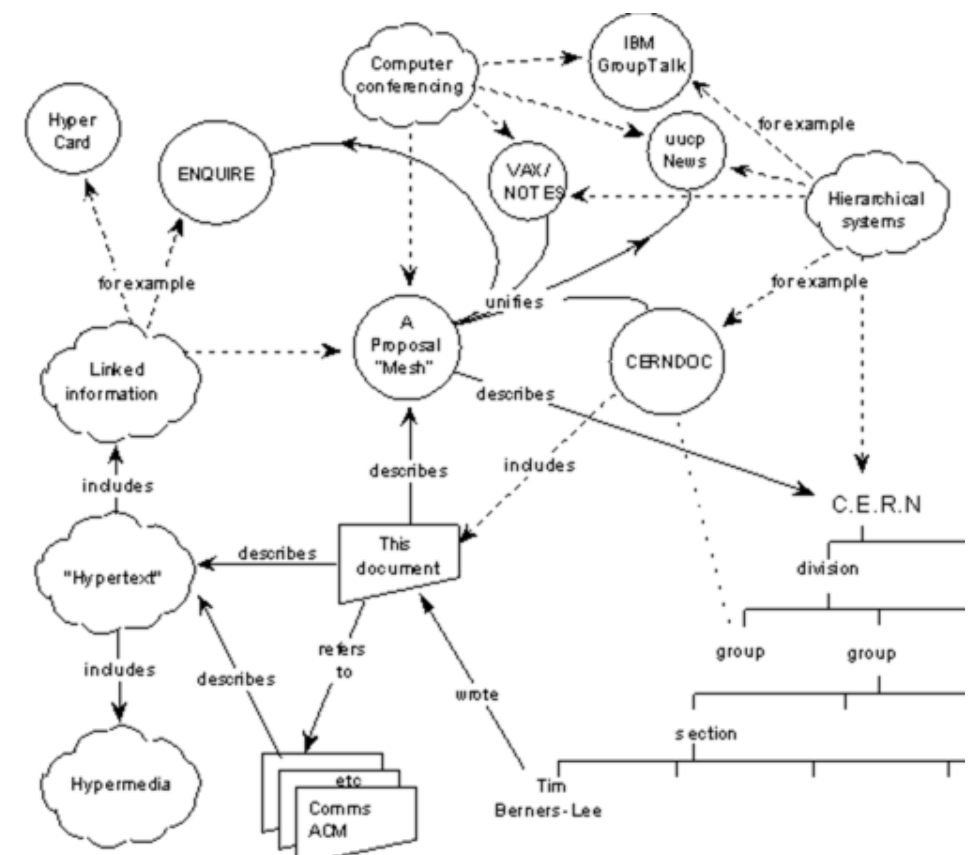 Computer
conferencing
IBM
GroupTalk
Hyper
Card
ENQUIRE
VAX/
NOTES
uucp
News
for example
Hierarchical
systems
for example
unifies
for example
A
Proposal
"Mesh"
CERNDOC
Linked
information
describes
includes
describes
includes
C.E.R.N
This
document
describes
"Hypertext"
division
refers
to
group
group
includes
describes
wrote
section
Hypermedia
etc
Comms
ACM
Tim
Berners-Lee